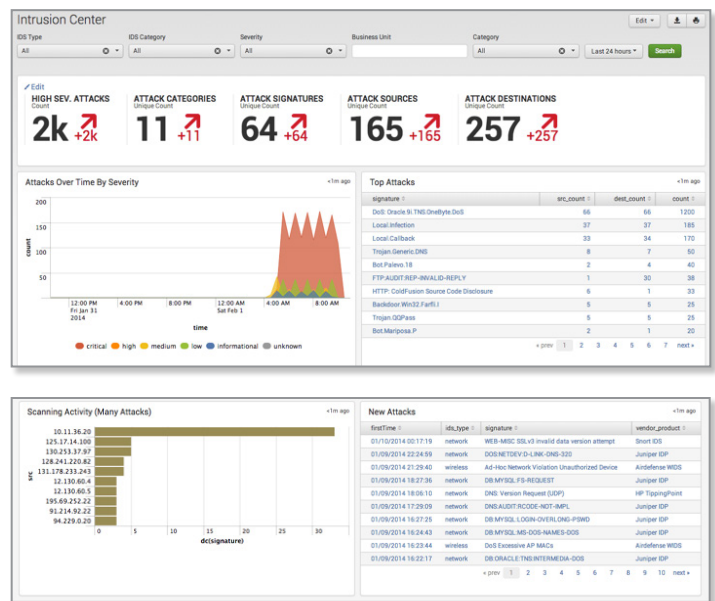 Intrusion Center
Edit
IDS Type IDS Category Severity Business Unit Category
All All All All Last 24 hours Search
Edit
HIGH SEV. ATTACKS ATTACK CATEGORIES ATTACK SIGNATURES ATTACK SOURCES ATTACK DESTINATIONS
Count Unique Count Unique Count Unique Count Unique Count
2k +2k 11 +11 64 +64 165 +165 257 +257
Attacks Over Time By Severity <1m ago
200
150
100
50
count
12:00 PM 4:00 PM 8:00 PM 12:00 AM 4:00 AM 8:00 AM
Fri Jan 31 Sat Feb 1
2014
time
critical high medium low informational unknown
Top Attacks <1m ago
signature src_count dest_count count
DoS: Oracle.9i.TNS.OneByte.DoS 66 66 1200
Local.Infection 37 37 185
Local.Callback 33 34 170
Trojan.Generic.DNS 8 7 50
Bot.Palevo.18 2 4 40
FTP:AUDIT:REP-INVALID-REPLY 1 30 38
HTTP: ColdFusion Source Code Disclosure 6 1 33
Backdoor.Win32.Farfli.I 5 5 25
Trojan.QQPass 5 5 25
Bot.Mariposa.P 2 1 20
« prev 1 2 3 4 5 6 7 next »
Scanning Activity (Many Attacks) <1m ago
src
10.11.36.20
125.17.14.100
130.253.37.97
128.241.220.82
131.178.233.243
12.130.60.4
12.130.60.5
195.69.252.22
91.214.92.22
94.229.0.20
0 5 10 15 20 25 30
dc(signature)
New Attacks <1m ago
firstTime ids_type signature vendor_product
01/10/2014 00:17:19 network WEB-MISC SSLv3 invalid data version attempt Snort IDS
01/09/2014 22:24:59 network DOS:NETDEV:D-LINK-DNS-320 Juniper IDP
01/09/2014 21:29:40 wireless Ad-Hoc Network Violation Unauthorized Device Airdefense WIDS
01/09/2014 18:27:36 network DB:MYSQL:FS-REQUEST Juniper IDP
01/09/2014 18:08:10 network DNS: Version Request (UDP) HP TippingPoint
01/09/2014 17:29:09 network DNS:AUDIT:RCODE-NOT-IMPL Juniper IDP
01/09/2014 16:27:25 network DB:MYSQL:LOGIN-OVERLONG-PSWD Juniper IDP
01/09/2014 16:24:43 network DB:MYSQL:MS-DOS-NAMES-DOS Juniper IDP
01/09/2014 16:23:44 wireless DoS Excessive AP MACs Airdefense WIDS
01/09/2014 16:22:17 network DB:ORACLE:TNS:INTERMEDIA-DOS Juniper IDP
« prev 1 2 3 4 5 6 7 8 9 10 next »